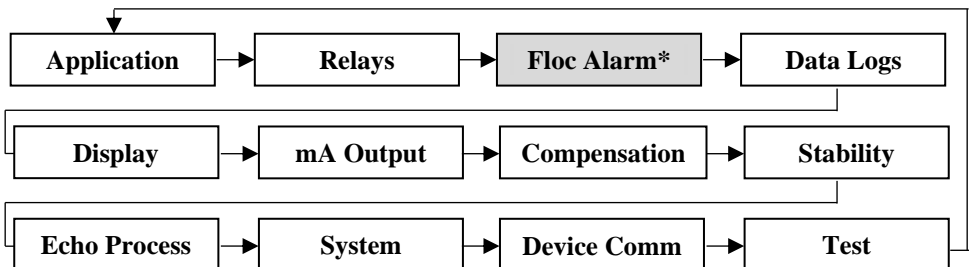 Application Relays Floc Alarm* Data Logs
Display mA Output Compensation Stability
Echo Process System Device Comm Test